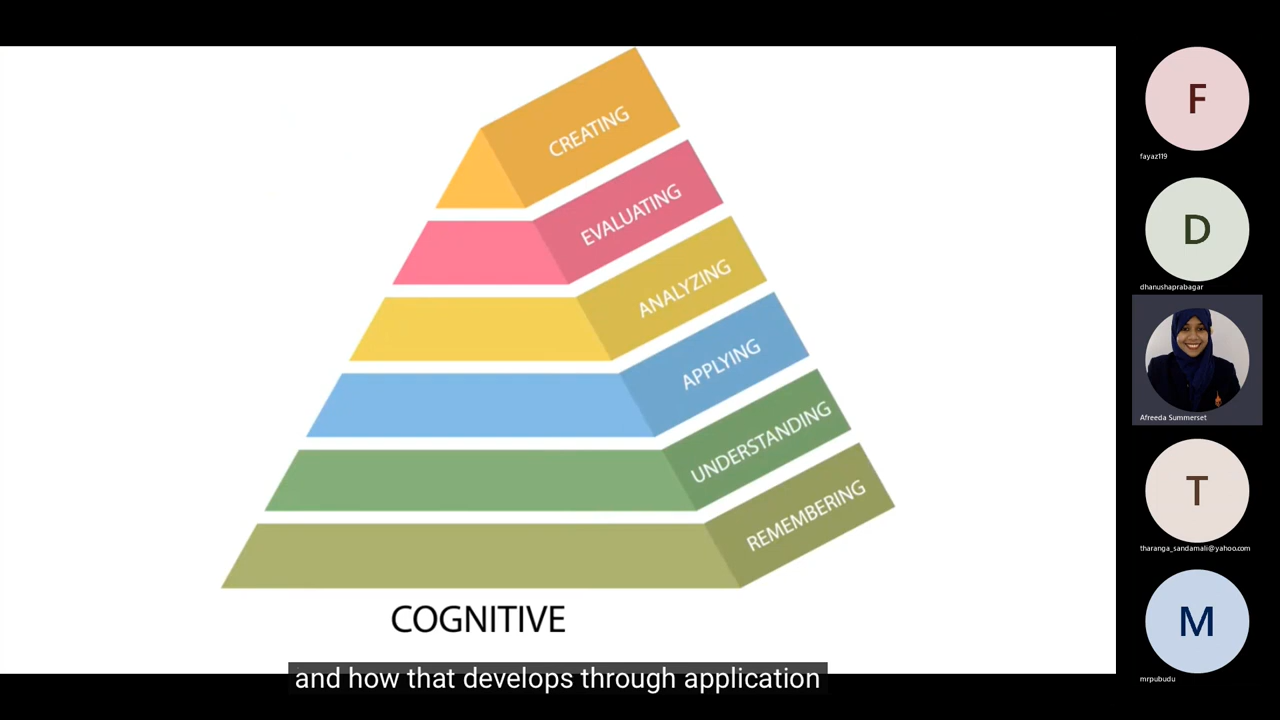 CREATING
EVALUATING
ANALYZING
APPLYING
UNDERSTANDING
REMEMBERING
COGNITIVE
and how that develops through application
F
fayaz119
D
dhanushaprabagar
Afreeda Summerset
T
tharanga_sandamali@yahoo.com
M
mrpubudu